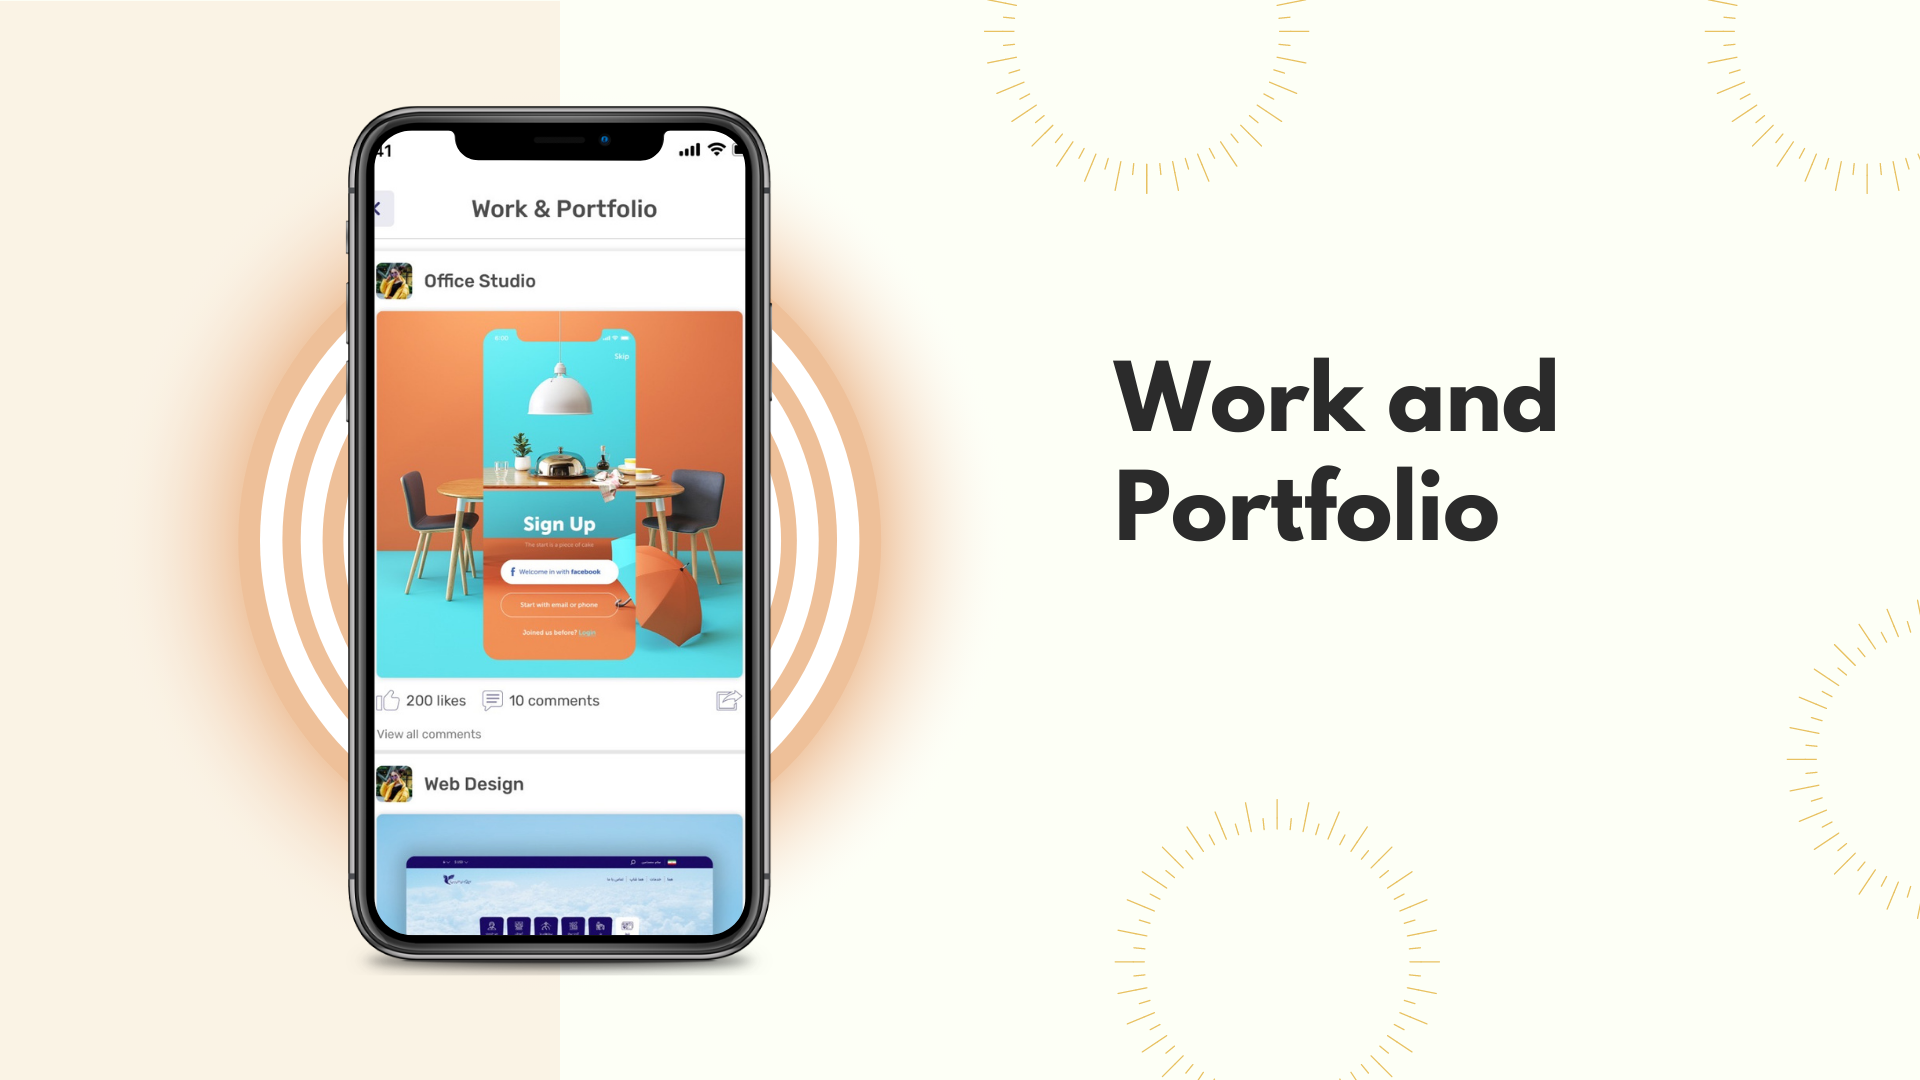 41
Work & Portfolio
Office Studio
6:00
Skip
Sign Up
The start is a piece of cake
f Welcome in with facebook
Start with email or phone
Joined us before? Login
200 likes
10 comments
View all comments
Web Design
Work and
Portfolio